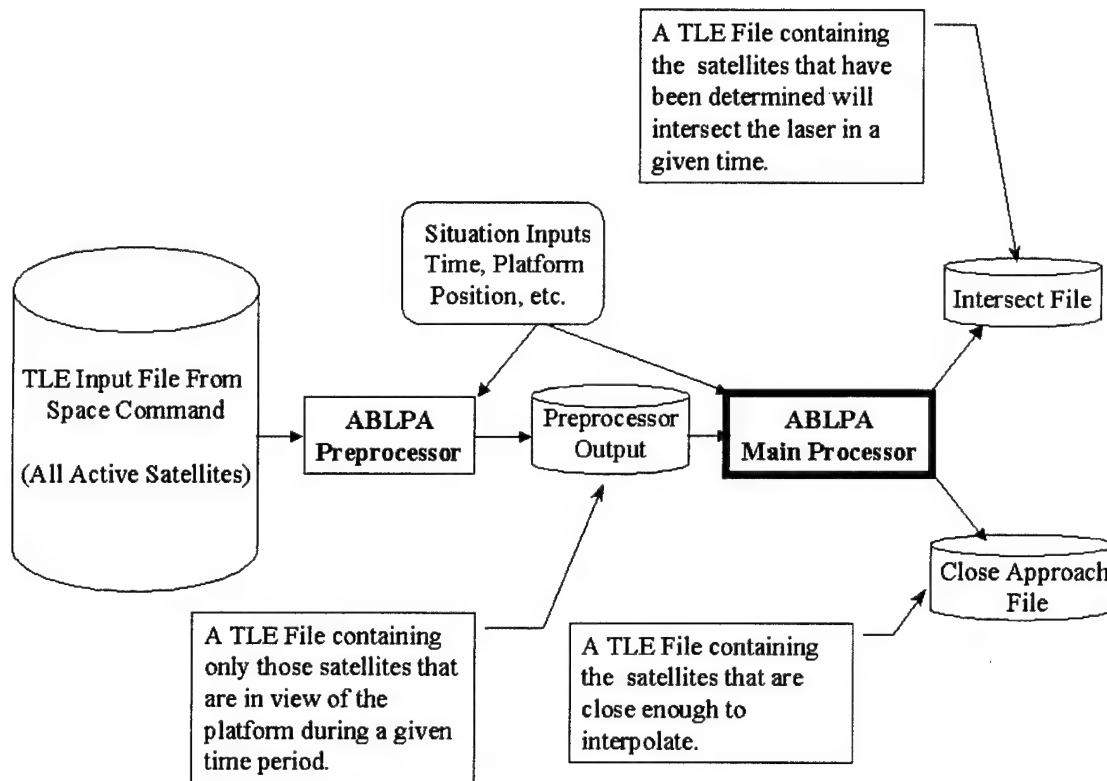 A TLE File containing
the satellites that have
been determined will
intersect the laser in a
given time.
Situation Inputs
Time, Platform
Position, etc.
Intersect File
TLE Input File From
Space Command
(All Active Satellites)
ABLPA
Preprocessor
Preprocessor
Output
ABLPA
Main Processor
Close Approach
File
A TLE File containing
only those satellites that
are in view of the
platform during a given
time period.
A TLE File containing
the satellites that are
close enough to
interpolate.